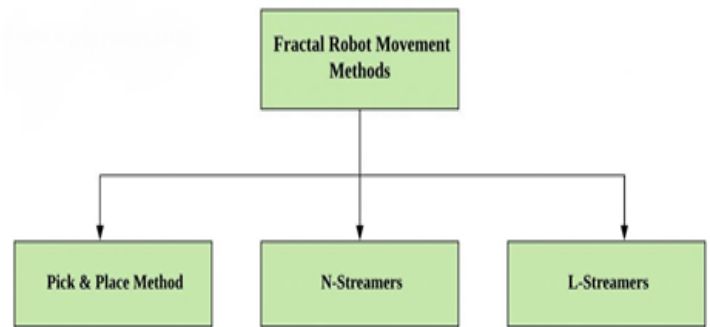 Fractal Robot Movement
Methods
Pick & Place Method
N-Streamers
L-Streamers